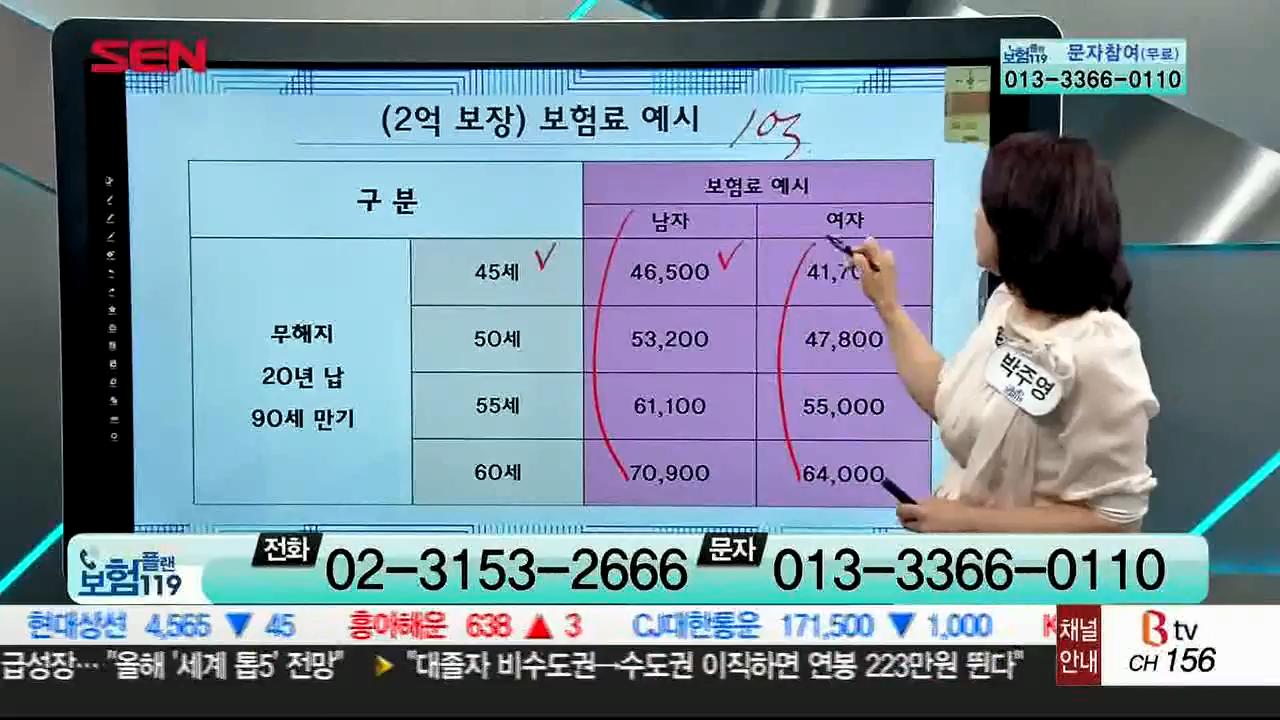 SEN
보험플랜119 문자참여(무료)
013-3366-0110
(2억 보장) 보험료 예시 10억
구 분
보험료 예시
남자 여자
무해지
20년 납
90세 만기
45세 46,500 41,70
50세 53,200 47,800
55세 61,100 55,000
60세 70,900 64,000
박주영
보험플랜119
전화 02-3153-2666 문자 013-3366-0110
현대상선 4,565 ▼ 45 흥아해운 638 ▲ 3 CJ대한통운 171,500 ▼ 1,000 K
급성장··· "올해 '세계 톱5' 전망" ▶ "대졸자 비수도권→수도권 이직하면 연봉 223만원 뛴다"
채널
안내
B tv
CH 156